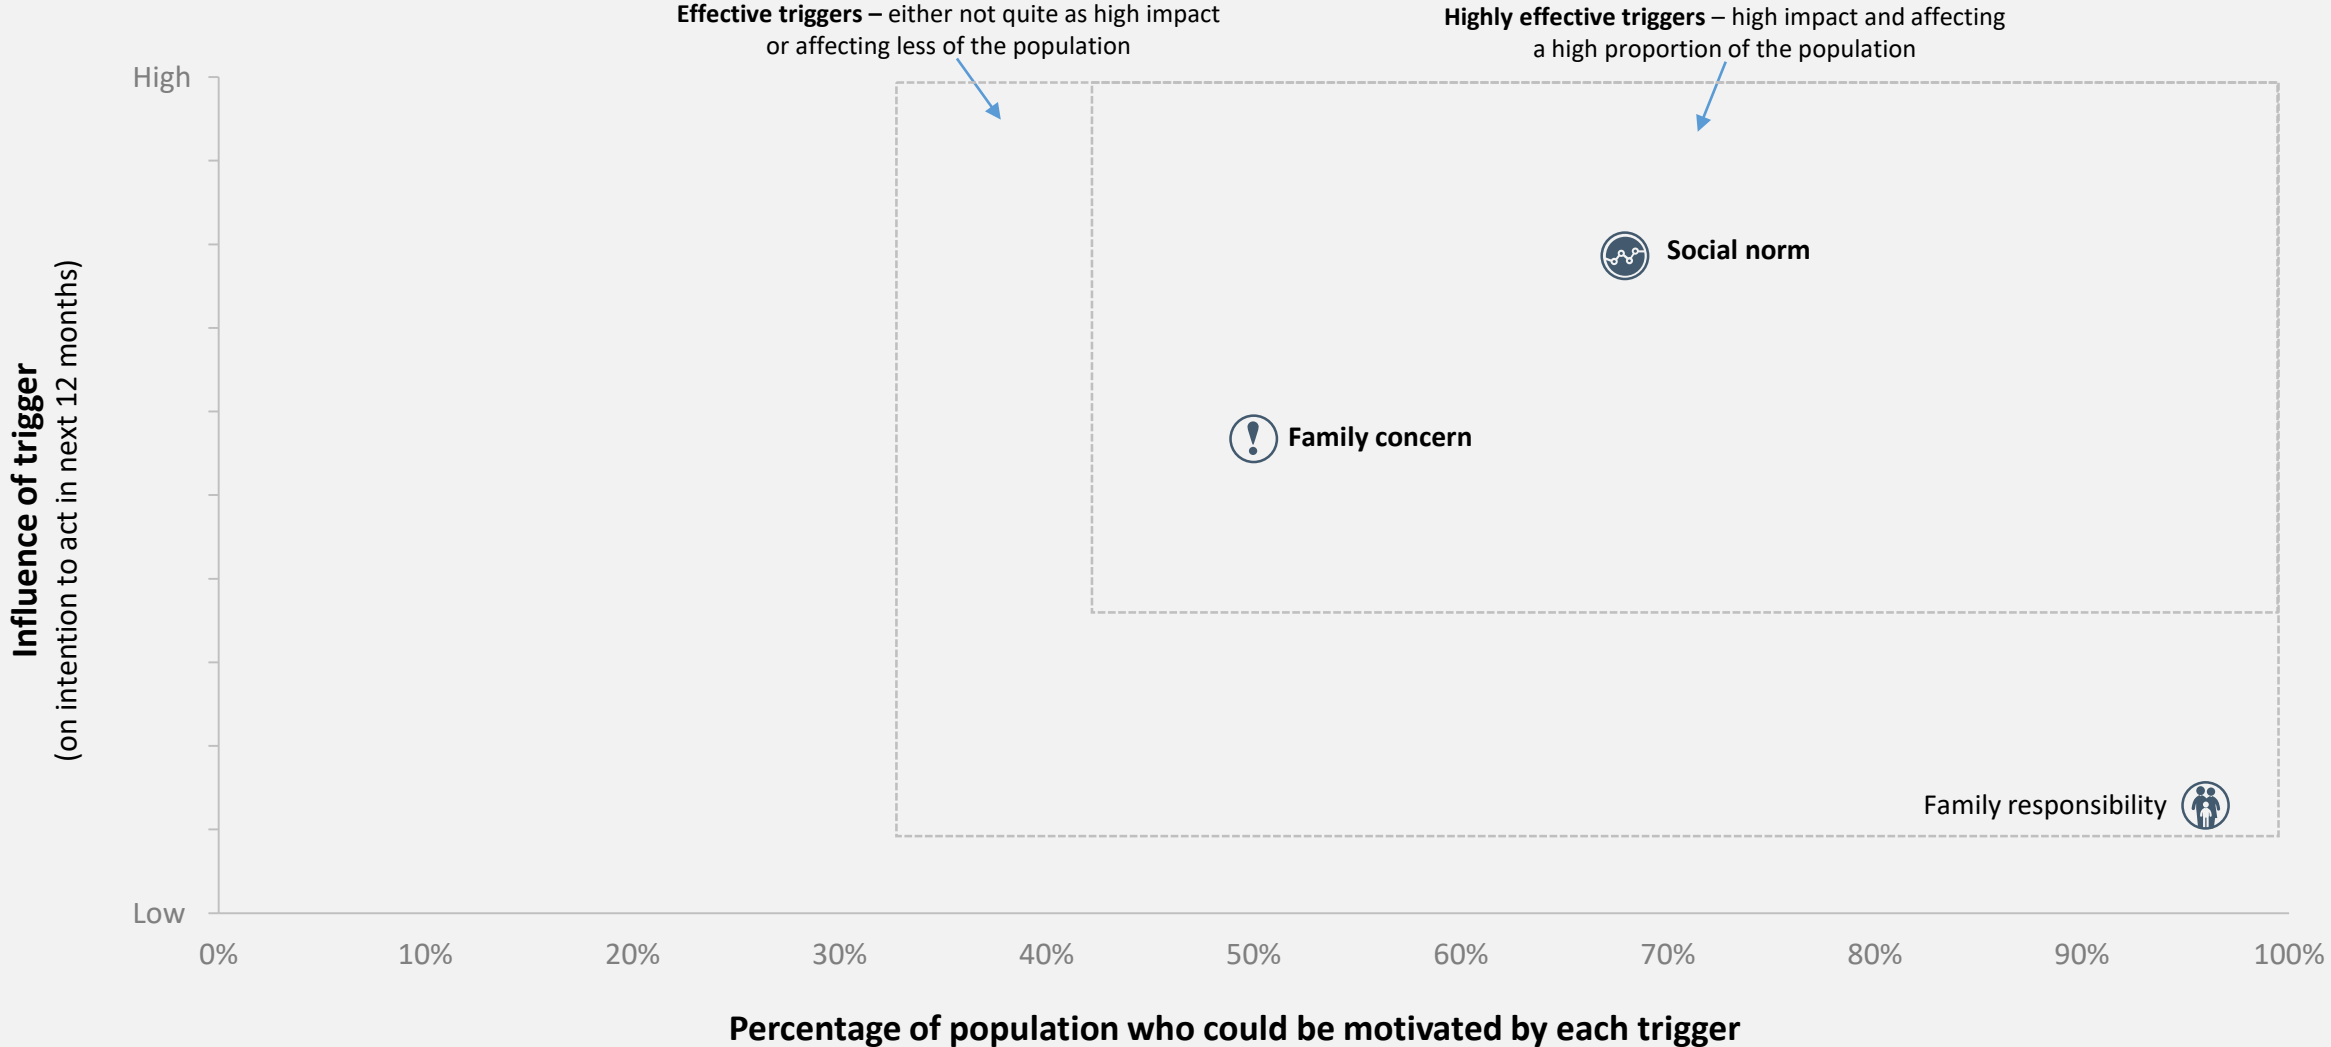 Effective triggers – either not quite as high impact
or affecting less of the population
Highly effective triggers – high impact and affecting
a high proportion of the population
High
Social norm
Influence of trigger
(on intention to act in next 12 months)
Family concern
Family responsibility
Low
0% 10% 20% 30% 40% 50% 60% 70% 80% 90% 100%
Percentage of population who could be motivated by each trigger